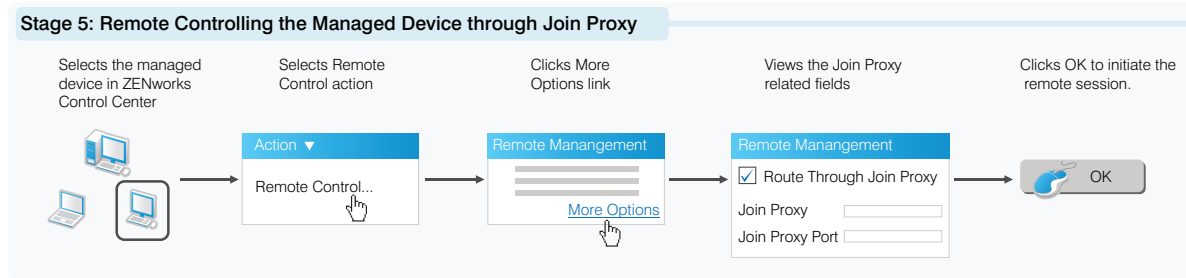 Stage 5: Remote Controlling the Managed Device through Join Proxy
Selects the managed
device in ZENworks
Control Center
Selects Remote
Control action
Clicks More
Options link
Views the Join Proxy
related fields
Clicks OK to initiate the
remote session.
Action ▼
Remote Control...
Remote Manangement
More Options
Remote Manangement
Route Through Join Proxy
Join Proxy
Join Proxy Port
OK